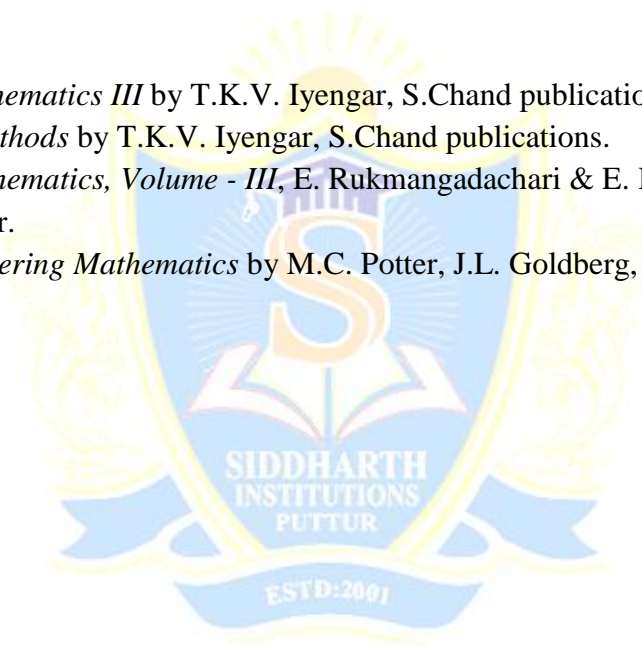 hematics III by T.K.V. Iyengar, S.Chand publicatio
thods by T.K.V. Iyengar, S.Chand publications.
hematics, Volume - III, E. Rukmangadachari & E. 
r.
ering Mathematics by M.C. Potter, J.L. Goldberg,
S
SIDDHARTH
INSTITUTIONS
PUTTUR
ESTD:2001